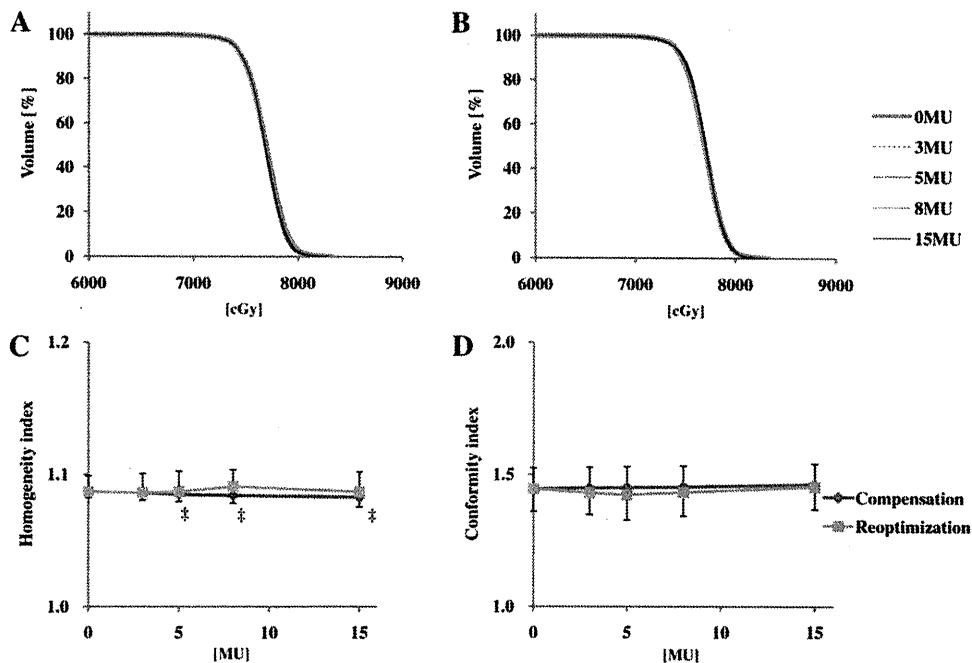 A
100
80
60
40
20
0
Volume [%]
6000 7000 8000 9000
[cGy]
B
100
80
60
40
20
0
Volume [%]
6000 7000 8000 9000
[cGy]
0MU
3MU
5MU
8MU
15MU
C
1.2
1.1
1.0
Homogeneity index
‡ ‡ ‡
0 5 10 15
[MU]
D
2.0
1.5
1.0
Conformity index
0 5 10 15
[MU]
Compensation
Reoptimization